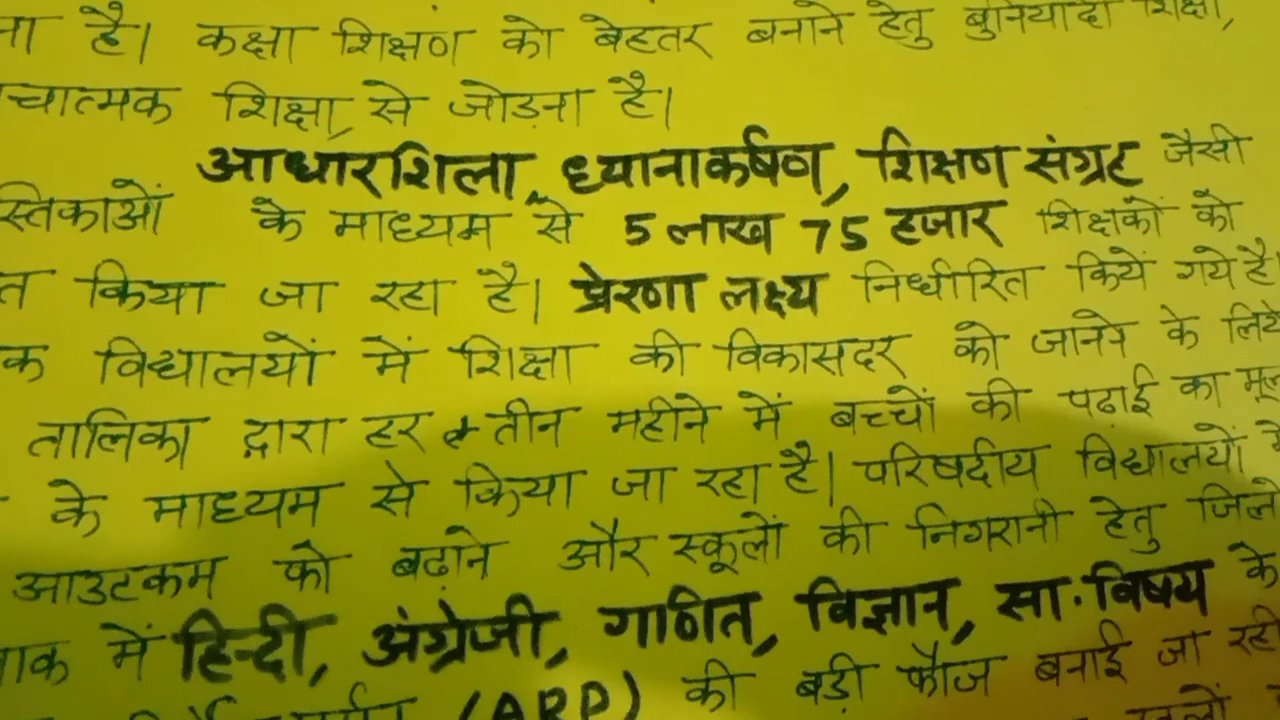 है। कक्षा शिक्षण को बेहतर बनाने हेतु बुनियादी शिक्षा,
शिक्षा से जोड़ना है।
आधारशिला, ध्यानाकर्षण, शिक्षण संग्रह जैसी
के माध्यम से 5 लाख 75 हजार शिक्षकों को
किया जा रहा है। प्रेरणा लक्ष्य निर्धारित किये गये है।
विद्यालयों में शिक्षा की विकासदर को जानने के लिये
तालिका द्वारा हर तीन महीने में बच्चों की पढ़ाई का
के माध्यम से किया जा रहा है। परिषदीय विद्यालयों
आउटकम को बढ़ाने और स्कूलों की निगरानी हेतु जिले
में हिन्दी, अंग्रेजी, गणित, विज्ञान, सा. विषय के
(ARP) की बड़ी फौज बनाई जा रही